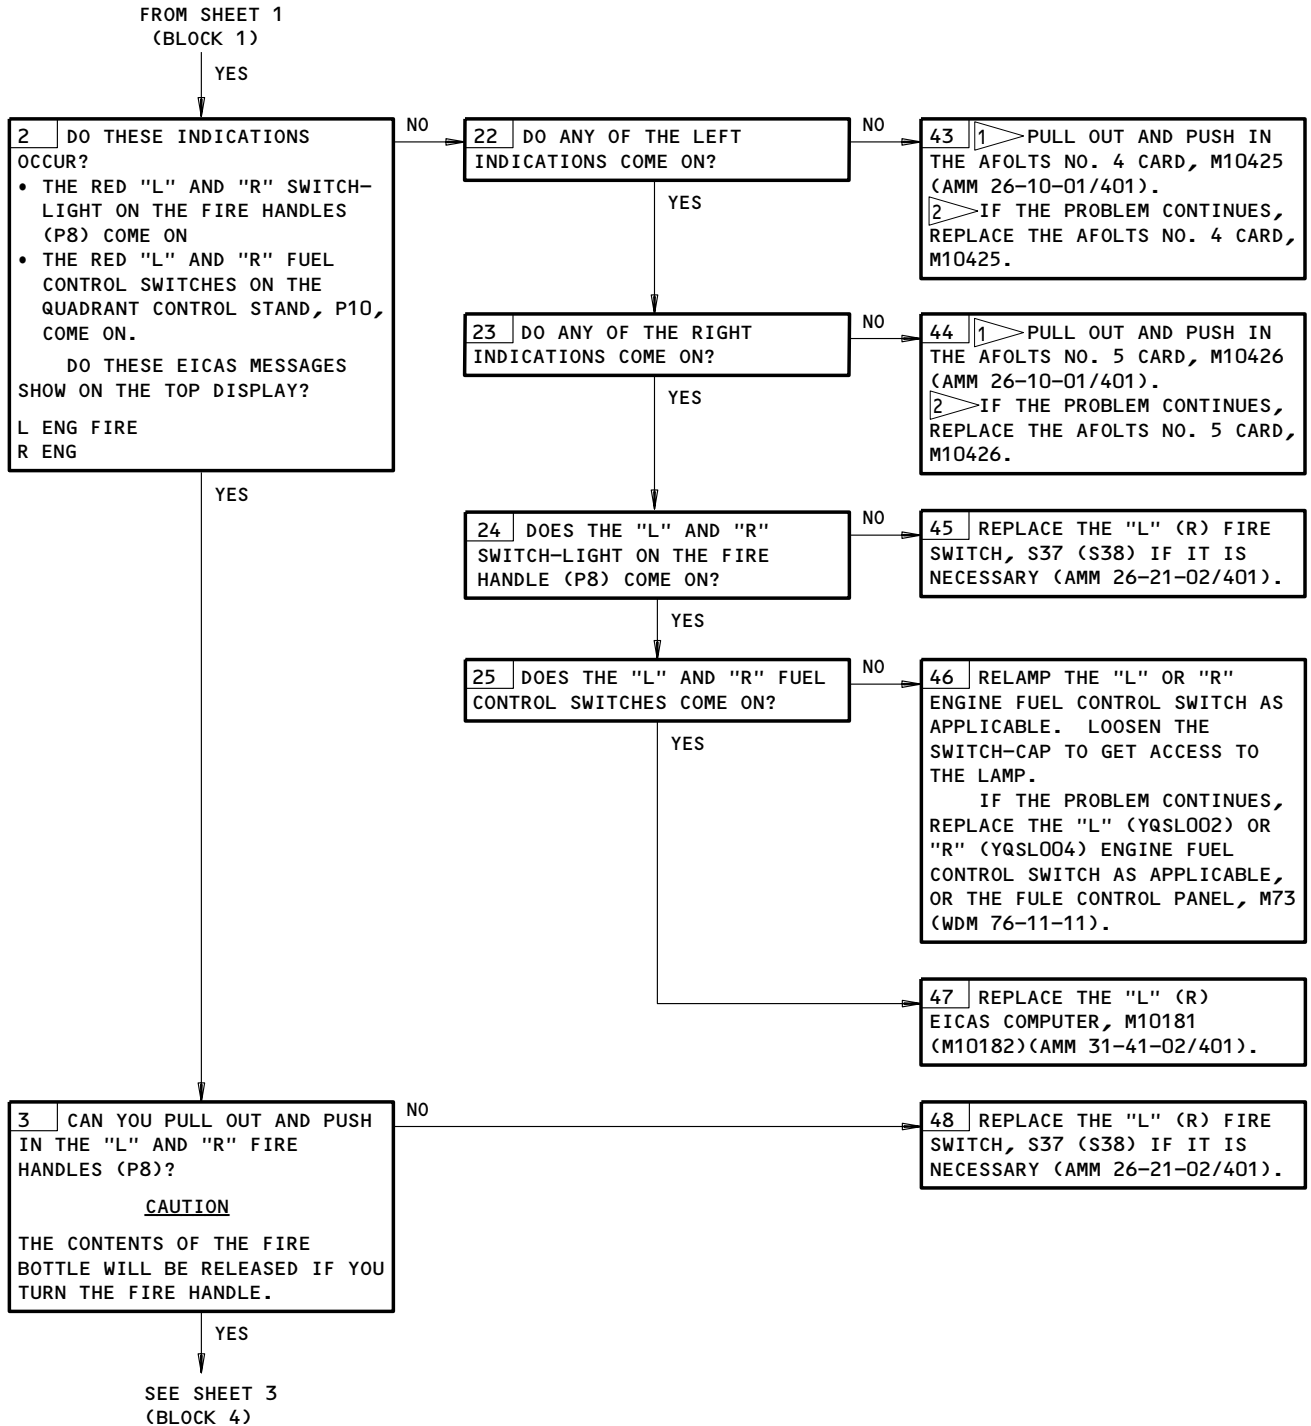 FROM SHEET 1
(BLOCK 1)
YES
2 DO THESE INDICATIONS
OCCUR?
• THE RED "L" AND "R" SWITCH-
LIGHT ON THE FIRE HANDLES
(P8) COME ON
• THE RED "L" AND "R" FUEL
CONTROL SWITCHES ON THE
QUADRANT CONTROL STAND, P10,
COME ON.
DO THESE EICAS MESSAGES
SHOW ON THE TOP DISPLAY?
L ENG FIRE
R ENG
NO
YES
22 DO ANY OF THE LEFT
INDICATIONS COME ON?
NO
YES
43 1 PULL OUT AND PUSH IN
THE AFOLTS NO. 4 CARD, M10425
(AMM 26-10-01/401).
2 IF THE PROBLEM CONTINUES,
REPLACE THE AFOLTS NO. 4 CARD,
M10425.
23 DO ANY OF THE RIGHT
INDICATIONS COME ON?
NO
YES
44 1 PULL OUT AND PUSH IN
THE AFOLTS NO. 5 CARD, M10426
(AMM 26-10-01/401).
2 IF THE PROBLEM CONTINUES,
REPLACE THE AFOLTS NO. 5 CARD,
M10426.
24 DOES THE "L" AND "R"
SWITCH-LIGHT ON THE FIRE
HANDLE (P8) COME ON?
NO
YES
45 REPLACE THE "L" (R) FIRE
SWITCH, S37 (S38) IF IT IS
NECESSARY (AMM 26-21-02/401).
25 DOES THE "L" AND "R" FUEL
CONTROL SWITCHES COME ON?
NO
YES
46 RELAMP THE "L" OR "R"
ENGINE FUEL CONTROL SWITCH AS
APPLICABLE. LOOSEN THE
SWITCH-CAP TO GET ACCESS TO
THE LAMP.
IF THE PROBLEM CONTINUES,
REPLACE THE "L" (YQSL002) OR
"R" (YQSL004) ENGINE FUEL
CONTROL SWITCH AS APPLICABLE,
OR THE FULE CONTROL PANEL, M73
(WDM 76-11-11).
47 REPLACE THE "L" (R)
EICAS COMPUTER, M10181
(M10182)(AMM 31-41-02/401).
3 CAN YOU PULL OUT AND PUSH
IN THE "L" AND "R" FIRE
HANDLES (P8)?
CAUTION
THE CONTENTS OF THE FIRE
BOTTLE WILL BE RELEASED IF YOU
TURN THE FIRE HANDLE.
NO
YES
48 REPLACE THE "L" (R) FIRE
SWITCH, S37 (S38) IF IT IS
NECESSARY (AMM 26-21-02/401).
SEE SHEET 3
(BLOCK 4)